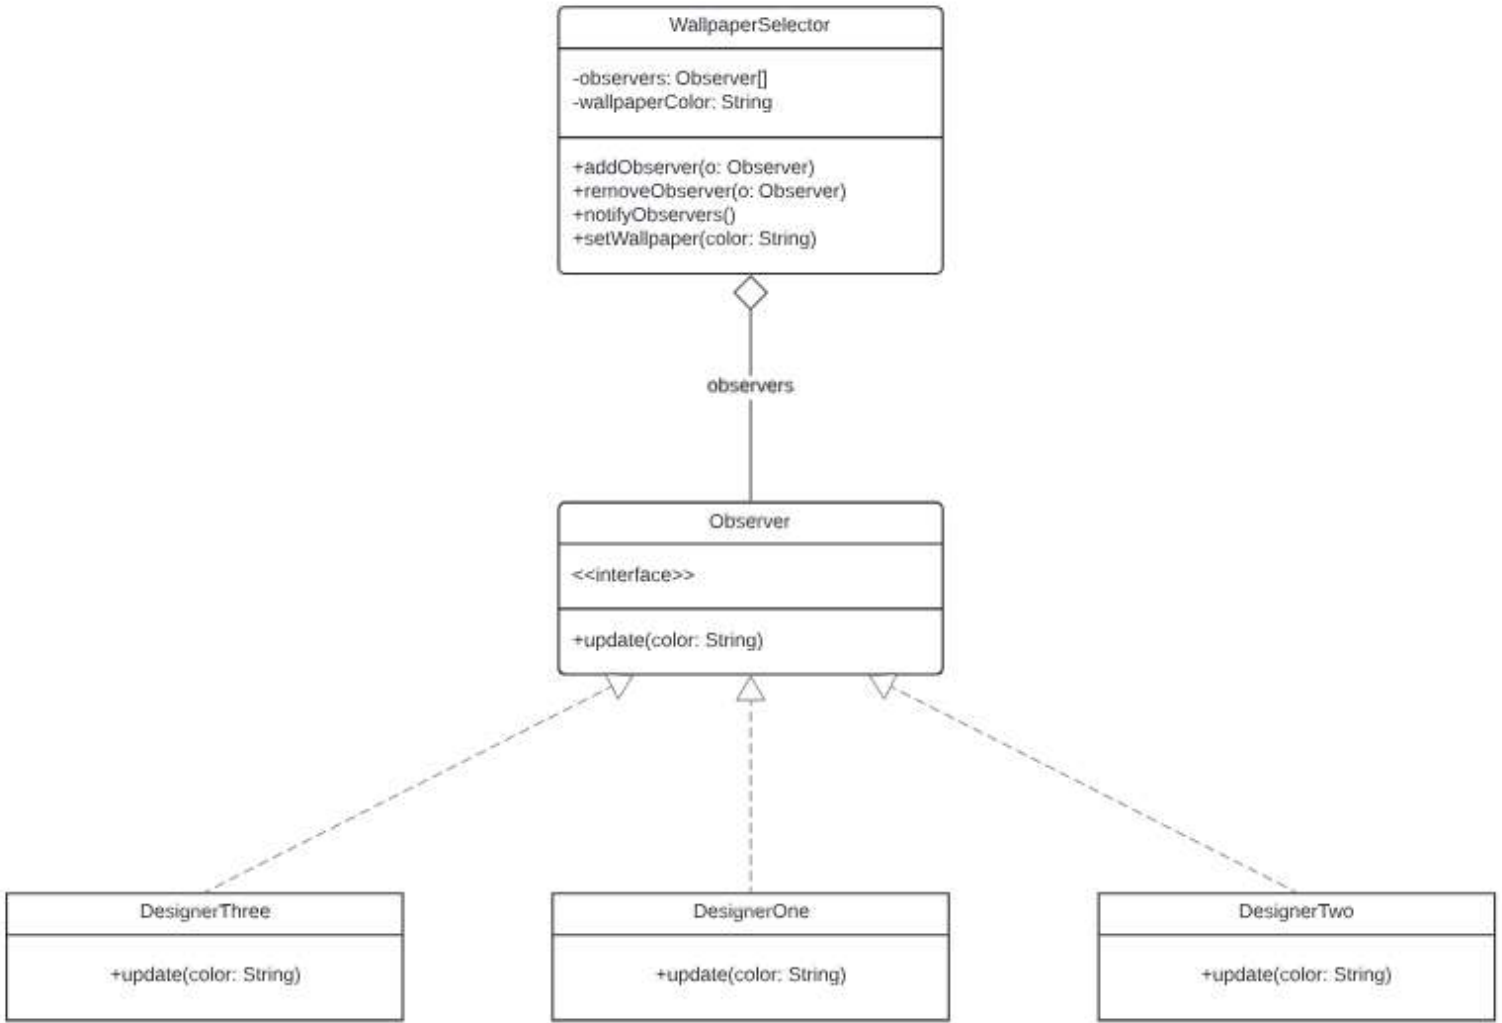 WallpaperSelector
-observers: Observer[]
-wallpaperColor: String
+addObserver(o: Observer)
+removeObserver(o: Observer)
+notifyObservers()
+setWallpaper(color: String)
observers
Observer
<<interface>>
+update(color: String)
DesignerThree
+update(color: String)
DesignerOne
+update(color: String)
DesignerTwo
+update(color: String)